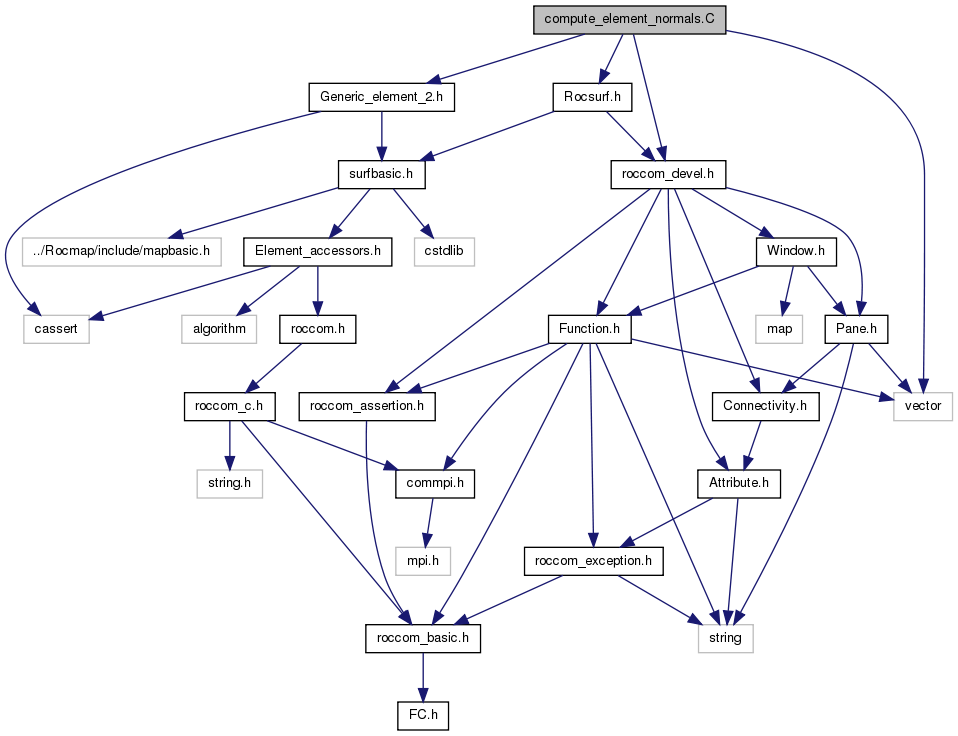 compute_element_normals.C
Generic_element_2.h
Rocsurf.h
surfbasic.h
roccom_devel.h
../Rocmap/include/mapbasic.h
Element_accessors.h
cstdlib
Window.h
cassert
algorithm
roccom.h
Function.h
map
Pane.h
roccom_c.h
roccom_assertion.h
Connectivity.h
vector
string.h
commpi.h
Attribute.h
mpi.h
roccom_exception.h
roccom_basic.h
string
FC.h